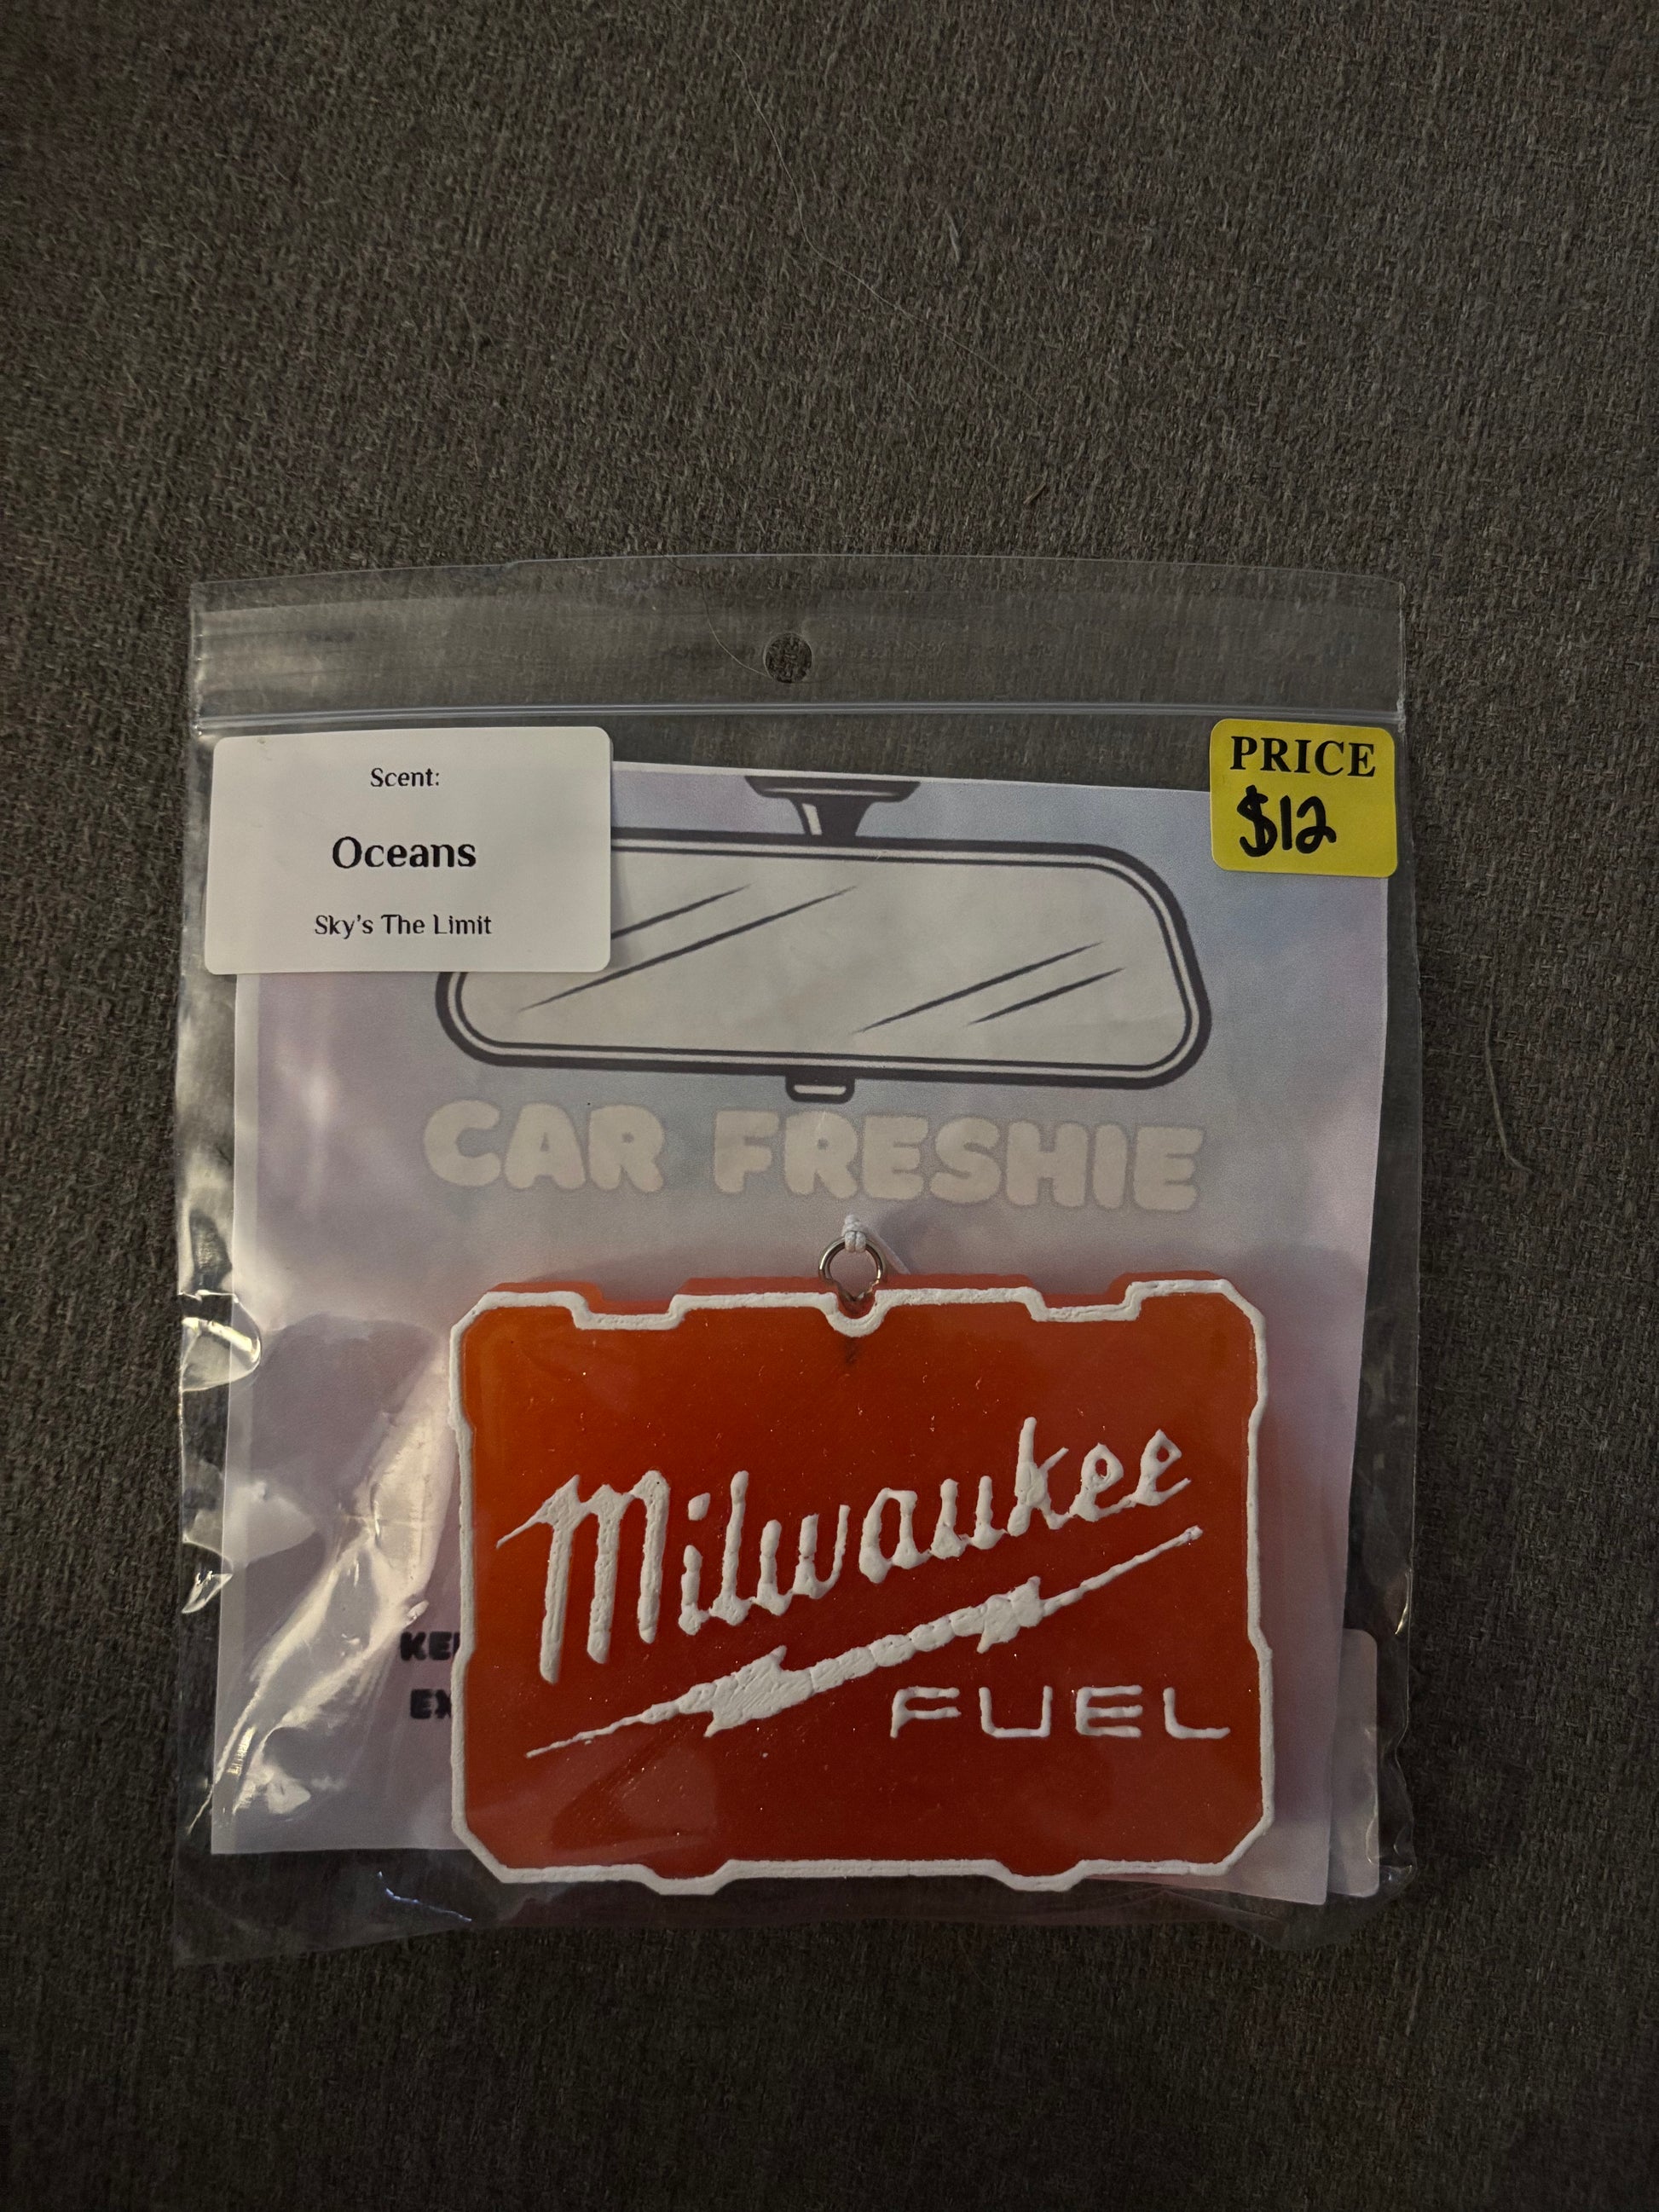 Scent:
Oceans
Sky's The Limit
PRICE
$12
CAR FRESHIE
Milwaukee
FUEL